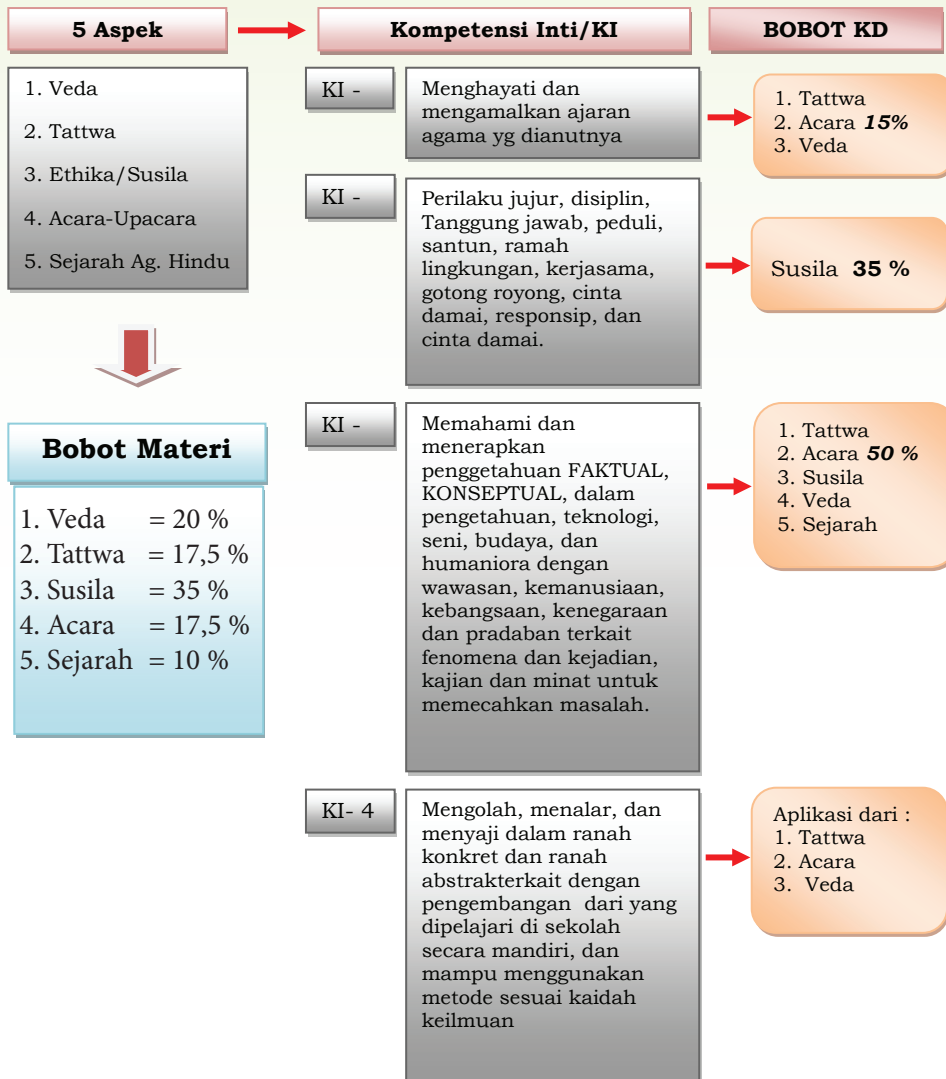 5 Aspek
Kompetensi Inti/KI
BOBOT KD
1. Veda
2. Tattwa
3. Ethika/Susila
4. Acara-Upacara
5. Sejarah Ag. Hindu
Bobot Materi
1. Veda = 20 %
2. Tattwa = 17,5 %
3. Susila = 35 %
4. Acara = 17,5 %
5. Sejarah = 10 %
KI -
Menghayati dan
mengamalkan ajaran
agama yg dianutnya
1. Tattwa
2. Acara 15%
3. Veda
KI -
Perilaku jujur, disiplin,
Tanggung jawab, peduli,
santun, ramah
lingkungan, kerjasama,
gotong royong, cinta
damai, responsip, dan
cinta damai.
Susila 35 %
KI -
Memahami dan
menerapkan
penggetahuan FAKTUAL,
KONSEPTUAL, dalam
pengetahuan, teknologi,
seni, budaya, dan
humaniora dengan
wawasan, kemanusiaan,
kebangsaan, kenegaraan
dan pradaban terkait
fenomena dan kejadian,
kajian dan minat untuk
memecahkan masalah.
1. Tattwa
2. Acara 50 %
3. Susila
4. Veda
5. Sejarah
KI- 4
Mengolah, menalar, dan
menyaji dalam ranah
konkret dan ranah
abstrakterkait dengan
pengembangan dari yang
dipelajari di sekolah
secara mandiri, dan
mampu menggunakan
metode sesuai kaidah
keilmuan
Aplikasi dari :
1. Tattwa
2. Acara
3. Veda